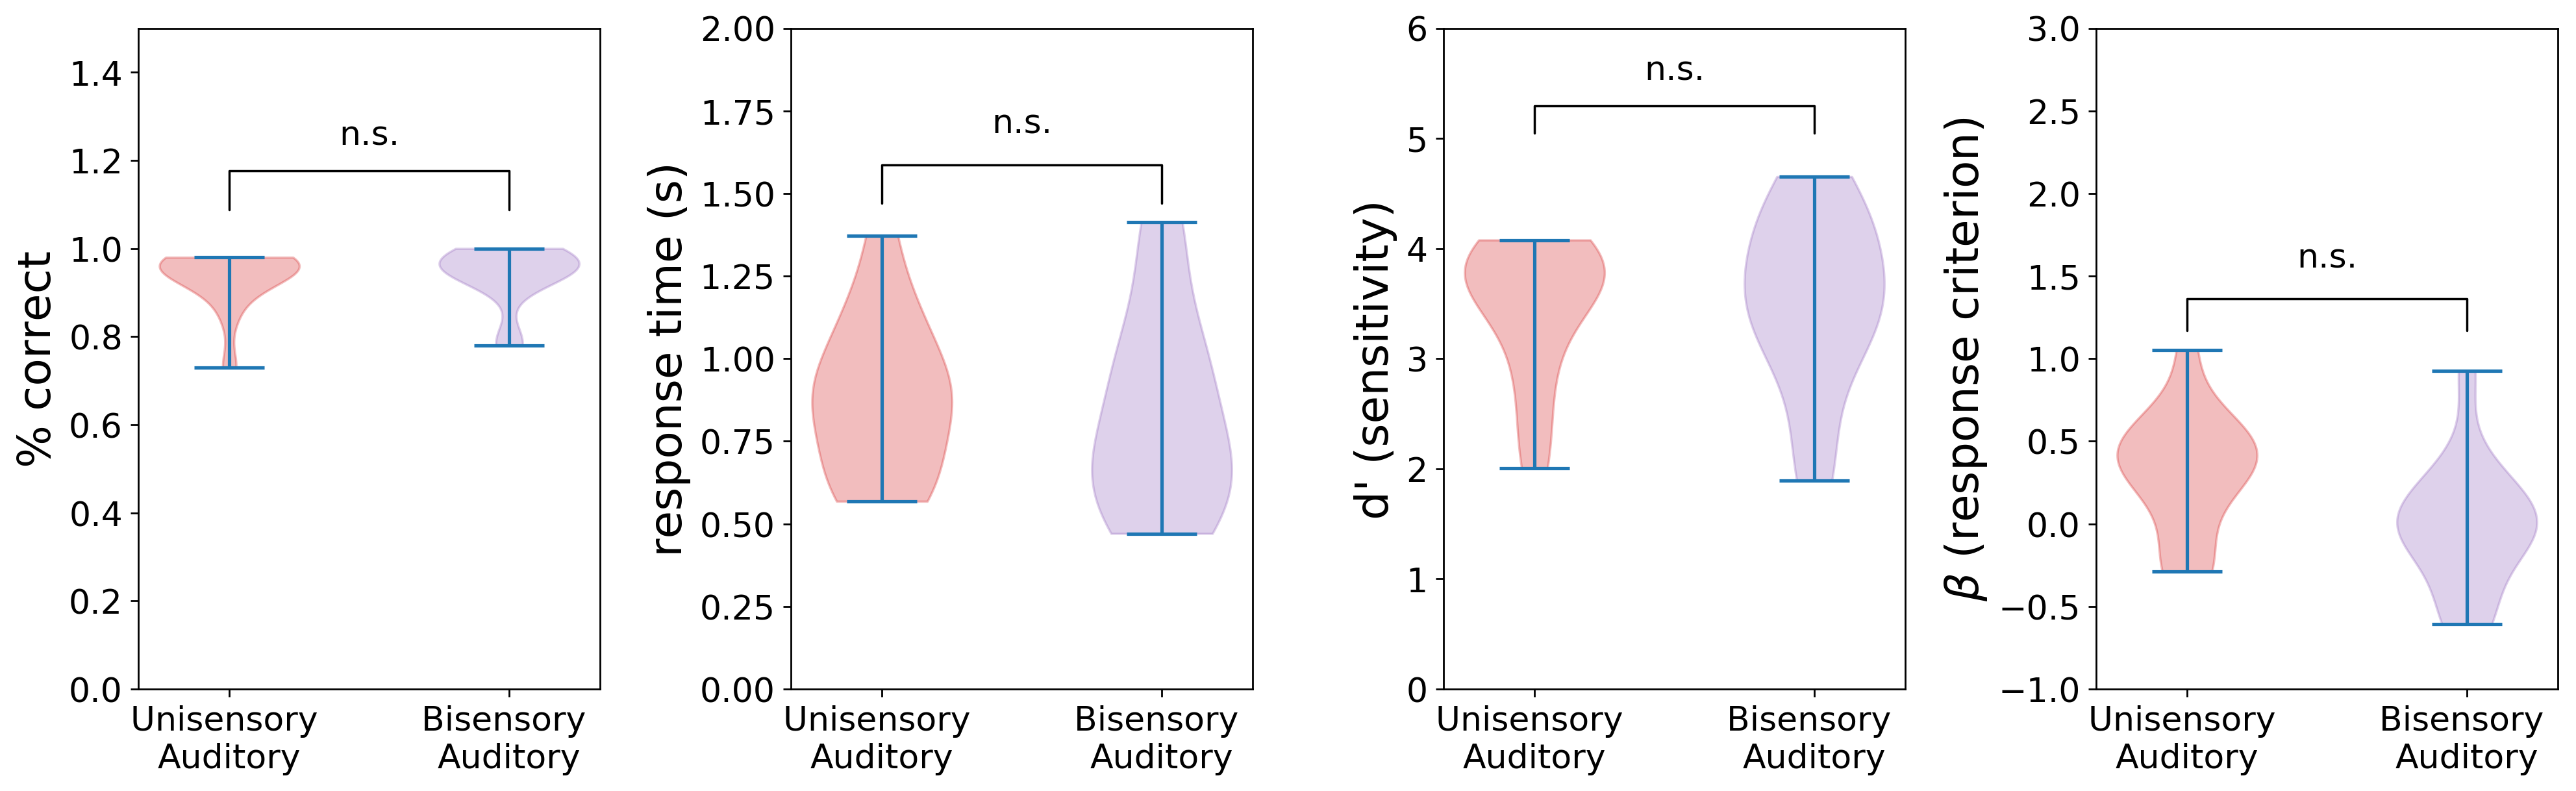 % correct
1.4
1.2
1.0
0.8
0.6
0.4
0.2
0.0
n.s.
Unisensory
Auditory
Bisensory
Auditory
response time (s)
2.00
1.75
1.50
1.25
1.00
0.75
0.50
0.25
0.00
n.s.
Unisensory
Auditory
Bisensory
Auditory
d' (sensitivity)
6
5
4
3
2
1
0
n.s.
Unisensory
Auditory
Bisensory
Auditory
β (response criterion)
3.0
2.5
2.0
1.5
1.0
0.5
0.0
−0.5
−1.0
n.s.
Unisensory
Auditory
Bisensory
Auditory